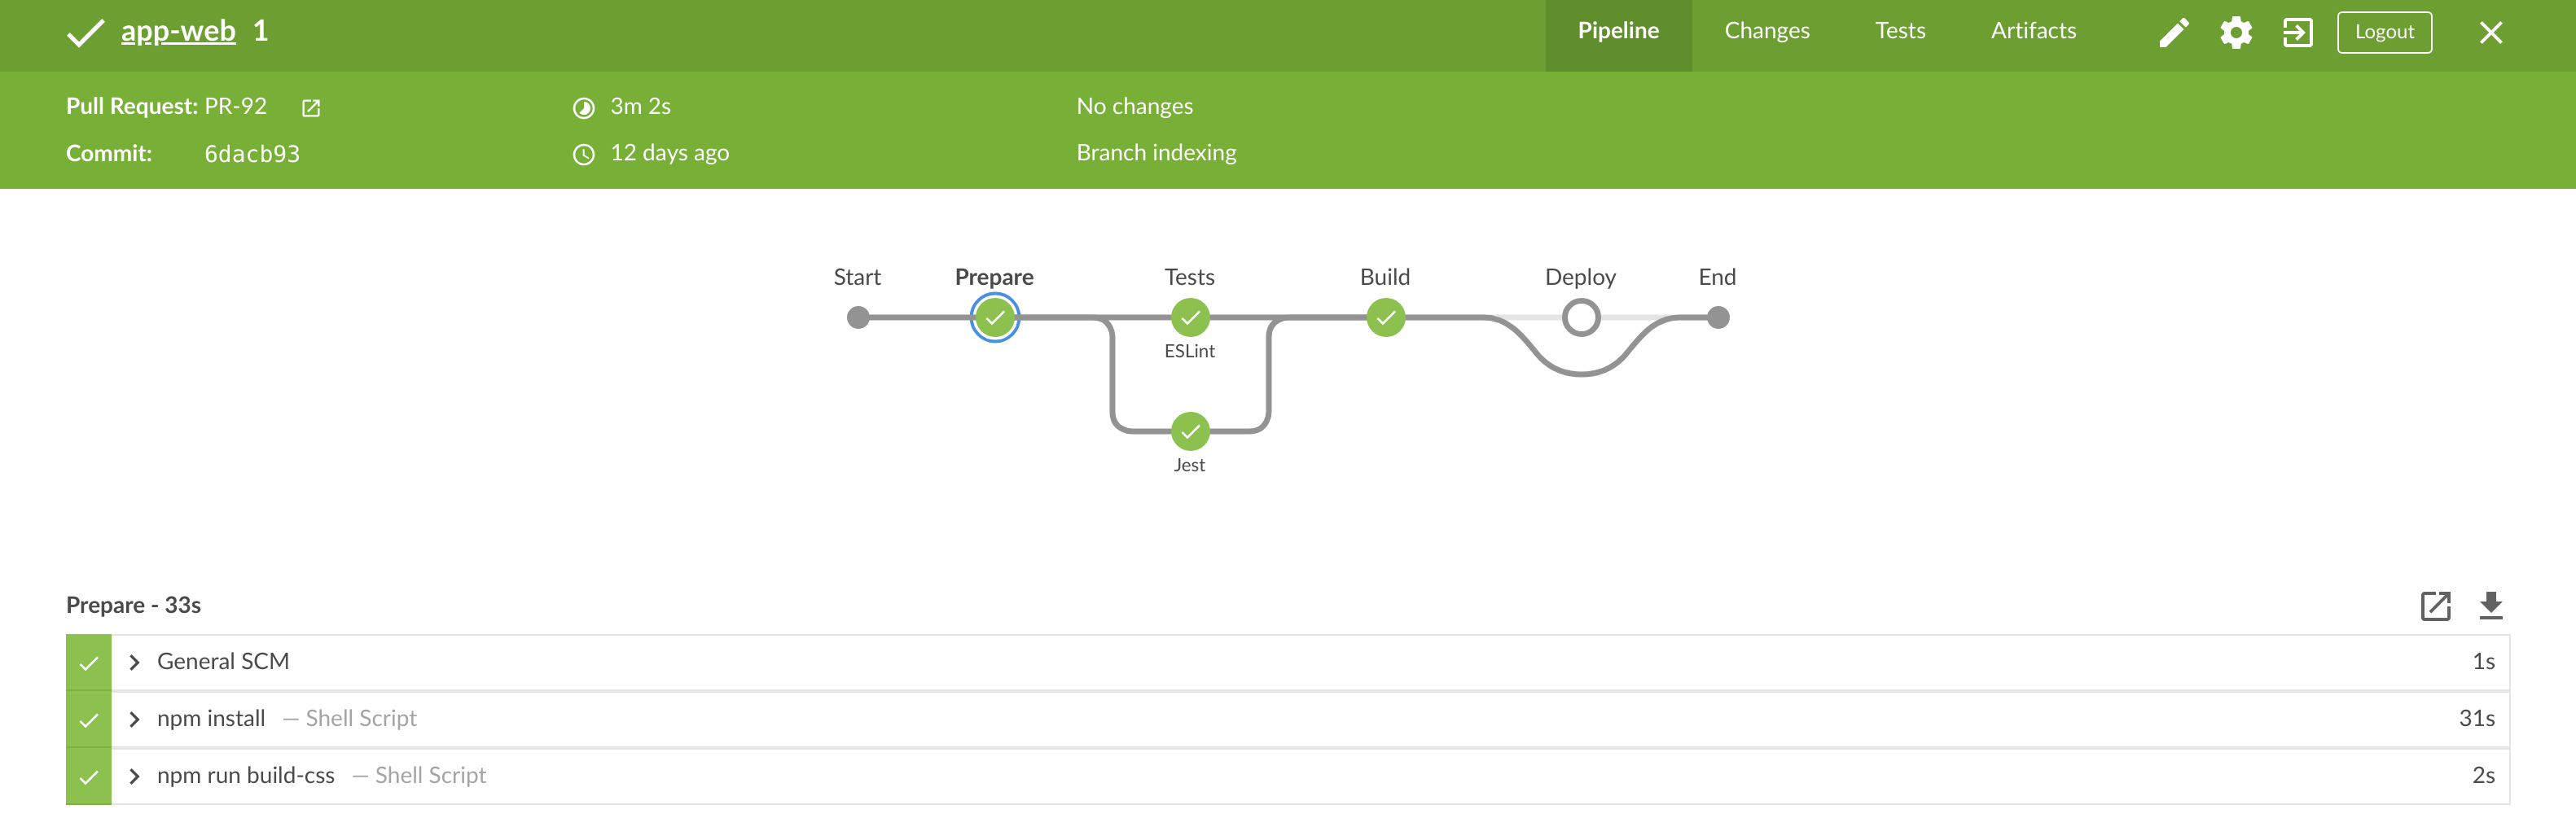 app-web 1 Pipeline Changes Tests Artifacts Logout
Pull Request: PR-92 3m 2s No changes
Commit: 6dacb93 12 days ago Branch indexing
Start Prepare Tests Build Deploy End
ESLint
Jest
Prepare - 33s
General SCM 1s
npm install — Shell Script 31s
npm run build-css — Shell Script 2s